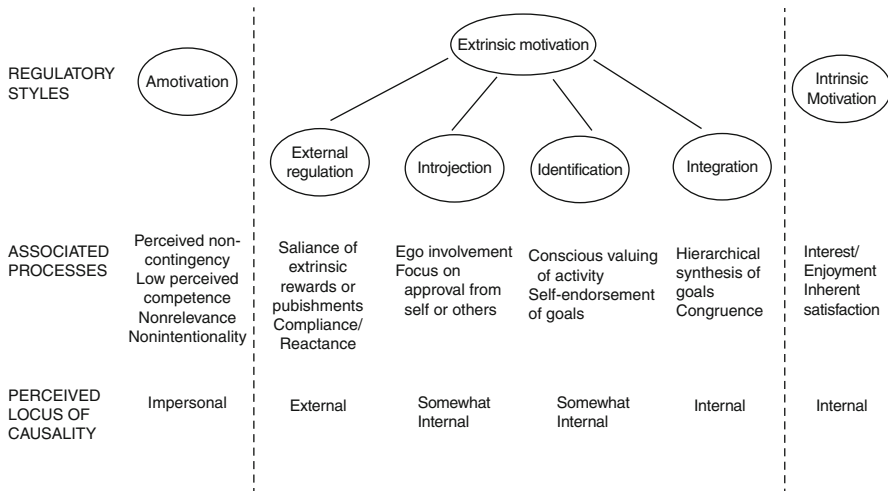 Extrinsic motivation
REGULATORY
STYLES
Amotivation
Intrinsic
Motivation
External
regulation
Introjection
Identification
Integration
ASSOCIATED
PROCESSES
Perceived non-
contingency
Low perceived
competence
Nonrelevance
Nonintentionality
Saliance of
extrinsic
rewards or
pubishments
Compliance/
Reactance
Ego involvement
Focus on
approval from
self or others
Conscious valuing
of activity
Self-endorsement
of goals
Hierarchical
synthesis of
goals
Congruence
Interest/
Enjoyment
Inherent
satisfaction
PERCEIVED
LOCUS OF
CAUSALITY
Impersonal
External
Somewhat
Internal
Somewhat
Internal
Internal
Internal